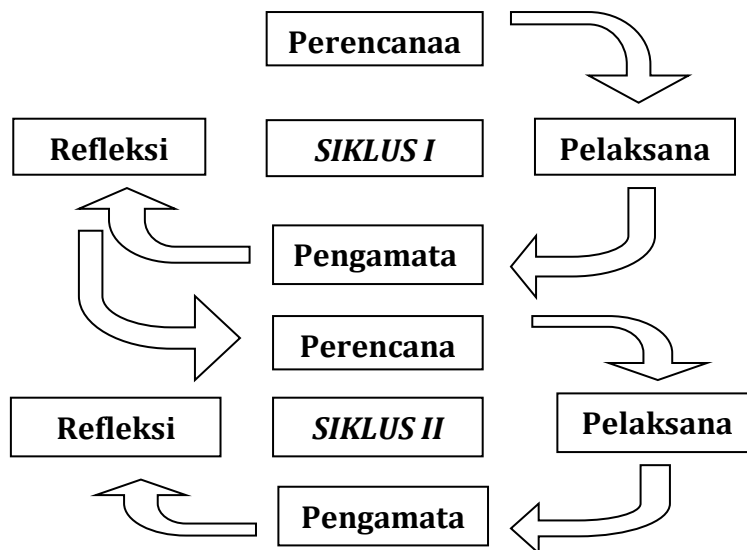 Perencanaa
Refleksi
SIKLUS I
Pelaksana
Pengamata
Perencana
Refleksi
SIKLUS II
Pelaksana
Pengamata